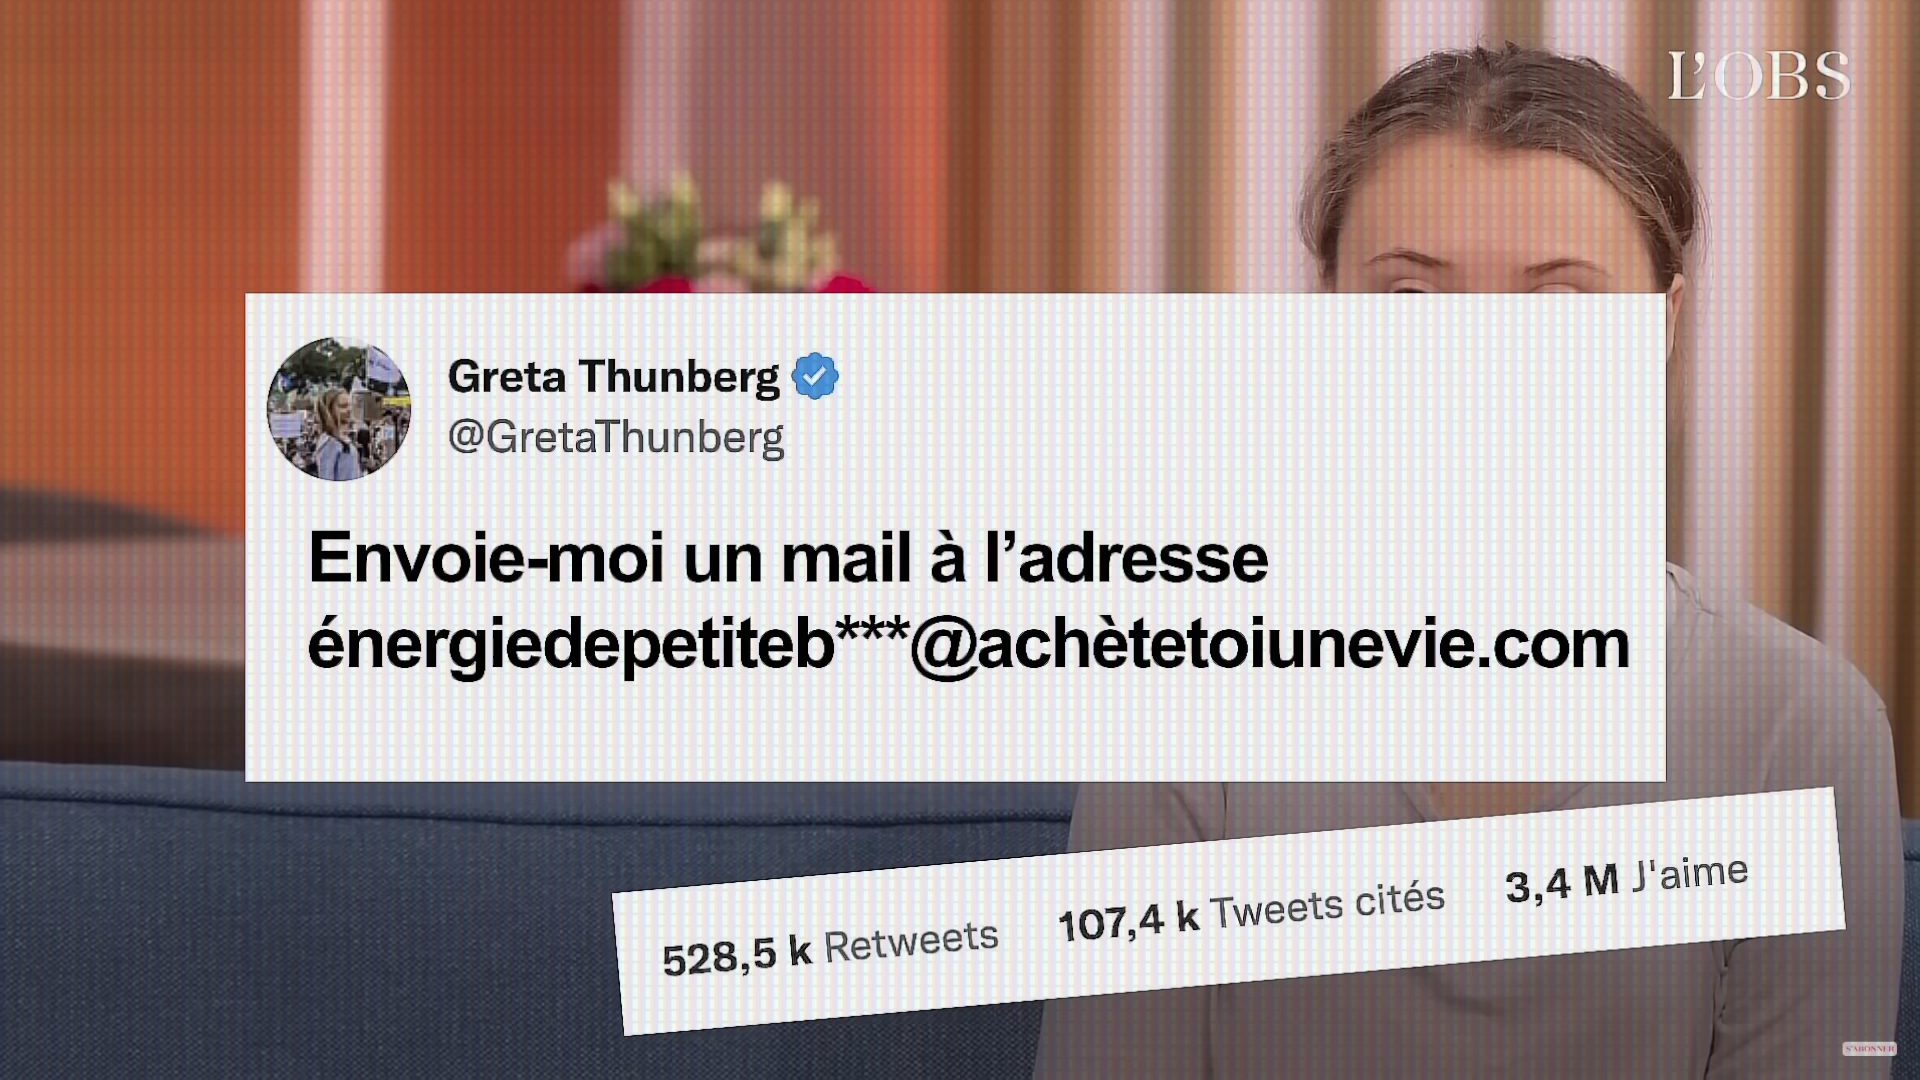 L'OBS
Greta Thunberg
@GretaThunberg
Envoie-moi un mail à l’adresse
énergiedepetiteb***@achètetoiunevie.com
528,5 k Retweets 107,4 k Tweets cités 3,4 M J'aime
S'ABONNER